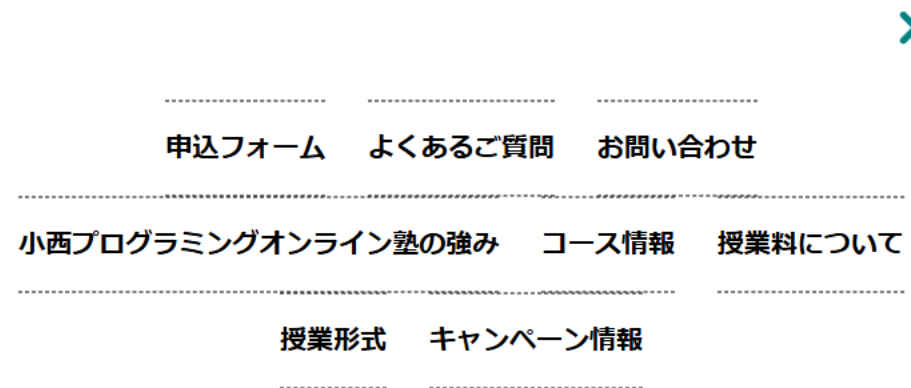 申込フォーム よくあるご質問 お問い合わせ
小西プログラミングオンライン塾の強み コース情報 授業料について
授業形式 キャンペーン情報